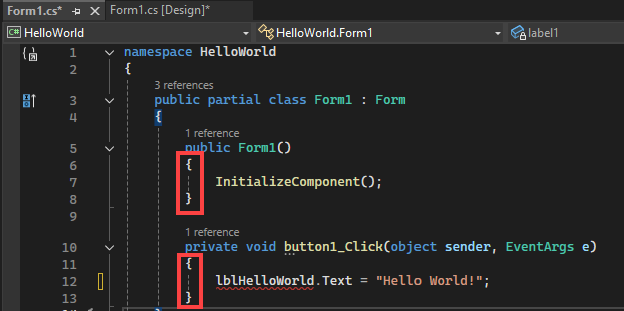 Form1.cs* Form1.cs [Design]*
C# HelloWorld HelloWorld.Form1 label1
1 namespace HelloWorld
2 {
3 references
3 public partial class Form1 : Form
4 {
1 reference
5 public Form1()
6 {
7 InitializeComponent();
8 }
9
1 reference
10 private void button1_Click(object sender, EventArgs e)
11 {
12 lblHelloWorld.Text = "Hello World!";
13 }